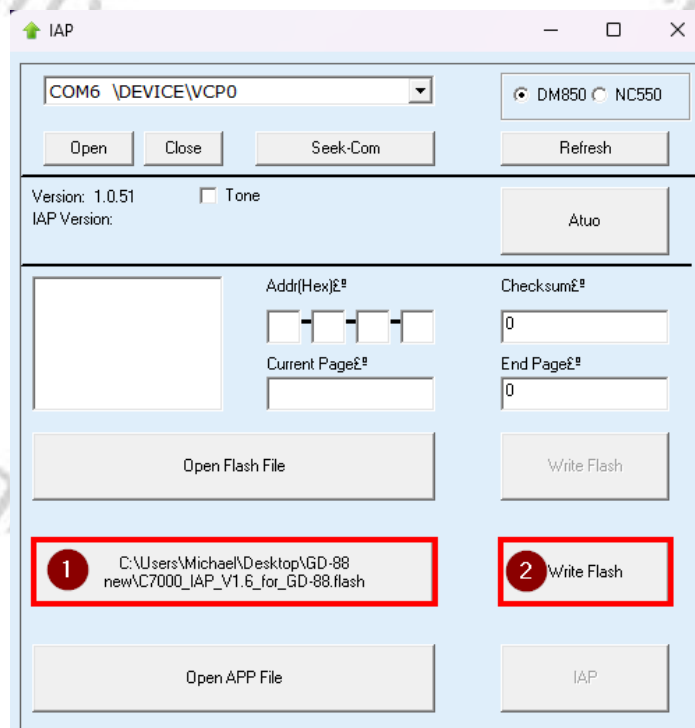 IAP
COM6 \DEVICE\VCP0
DM850 NC550
Open Close Seek-Com Refresh
Version: 1.0.51 Tone
IAP Version:
Atuo
Addr(Hex)£º Checksum£º
- - - 0
Current Page£º End Page£º
0
Open Flash File Write Flash
1 C:\Users\Michael\Desktop\GD-88
new\C7000_IAP_V1.6_for_GD-88.flash
2 Write Flash
Open APP File IAP